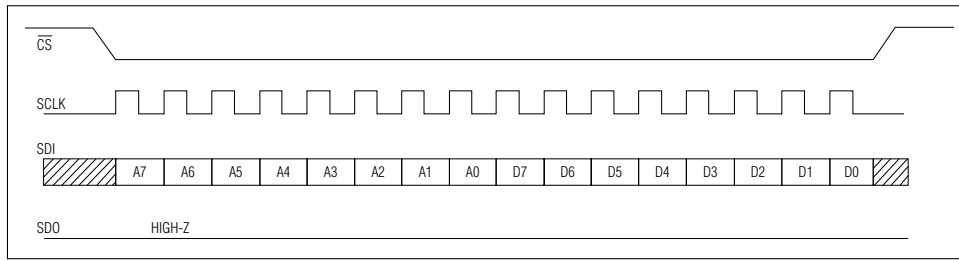 CS
SCLK
SDI
A7 A6 A5 A4 A3 A2 A1 A0 D7 D6 D5 D4 D3 D2 D1 D0
SDO HIGH-Z